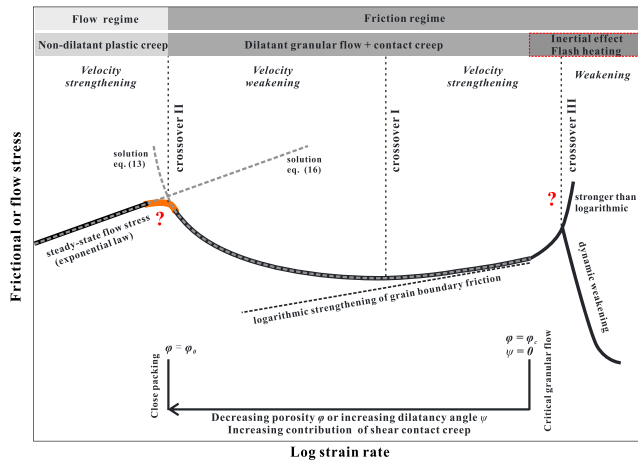 Flow regime
Friction regime
Non-dilatant plastic creep
Dilatant granular flow + contact creep
Inertial effect
Flash heating
Velocity
strengthening
Velocity
weakening
Velocity
strengthening
Weakening
crossover II
crossover I
crossover III
solution
eq. (13)
solution
eq. (16)
?
?
stronger than
logarithmic
steady-state flow stress
(exponential law)
logarithmic strengthening of grain boundary friction
dynamic weakening
φ = φ₀
φ = φc
ψ = 0
Close packing
Critical granular flow
Decreasing porosity φ or increasing dilatancy angle ψ
Increasing contribution of shear contact creep
Frictional or flow stress
Log strain rate